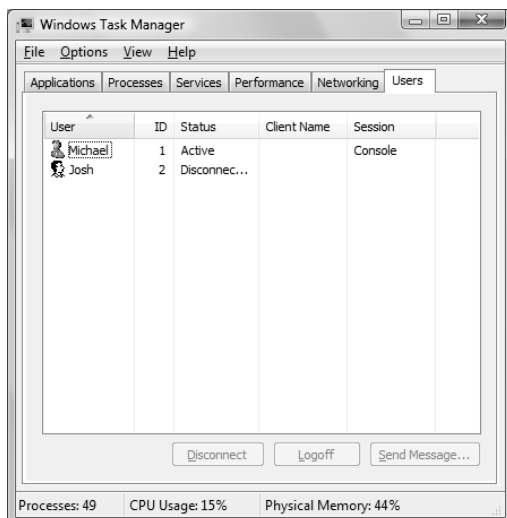 Windows Task Manager
File Options View Help
Applications Processes Services Performance Networking Users
User ID Status Client Name Session
Michael 1 Active Console
Josh 2 Disconnec...
Disconnect Logoff Send Message...
Processes: 49 CPU Usage: 15% Physical Memory: 44%